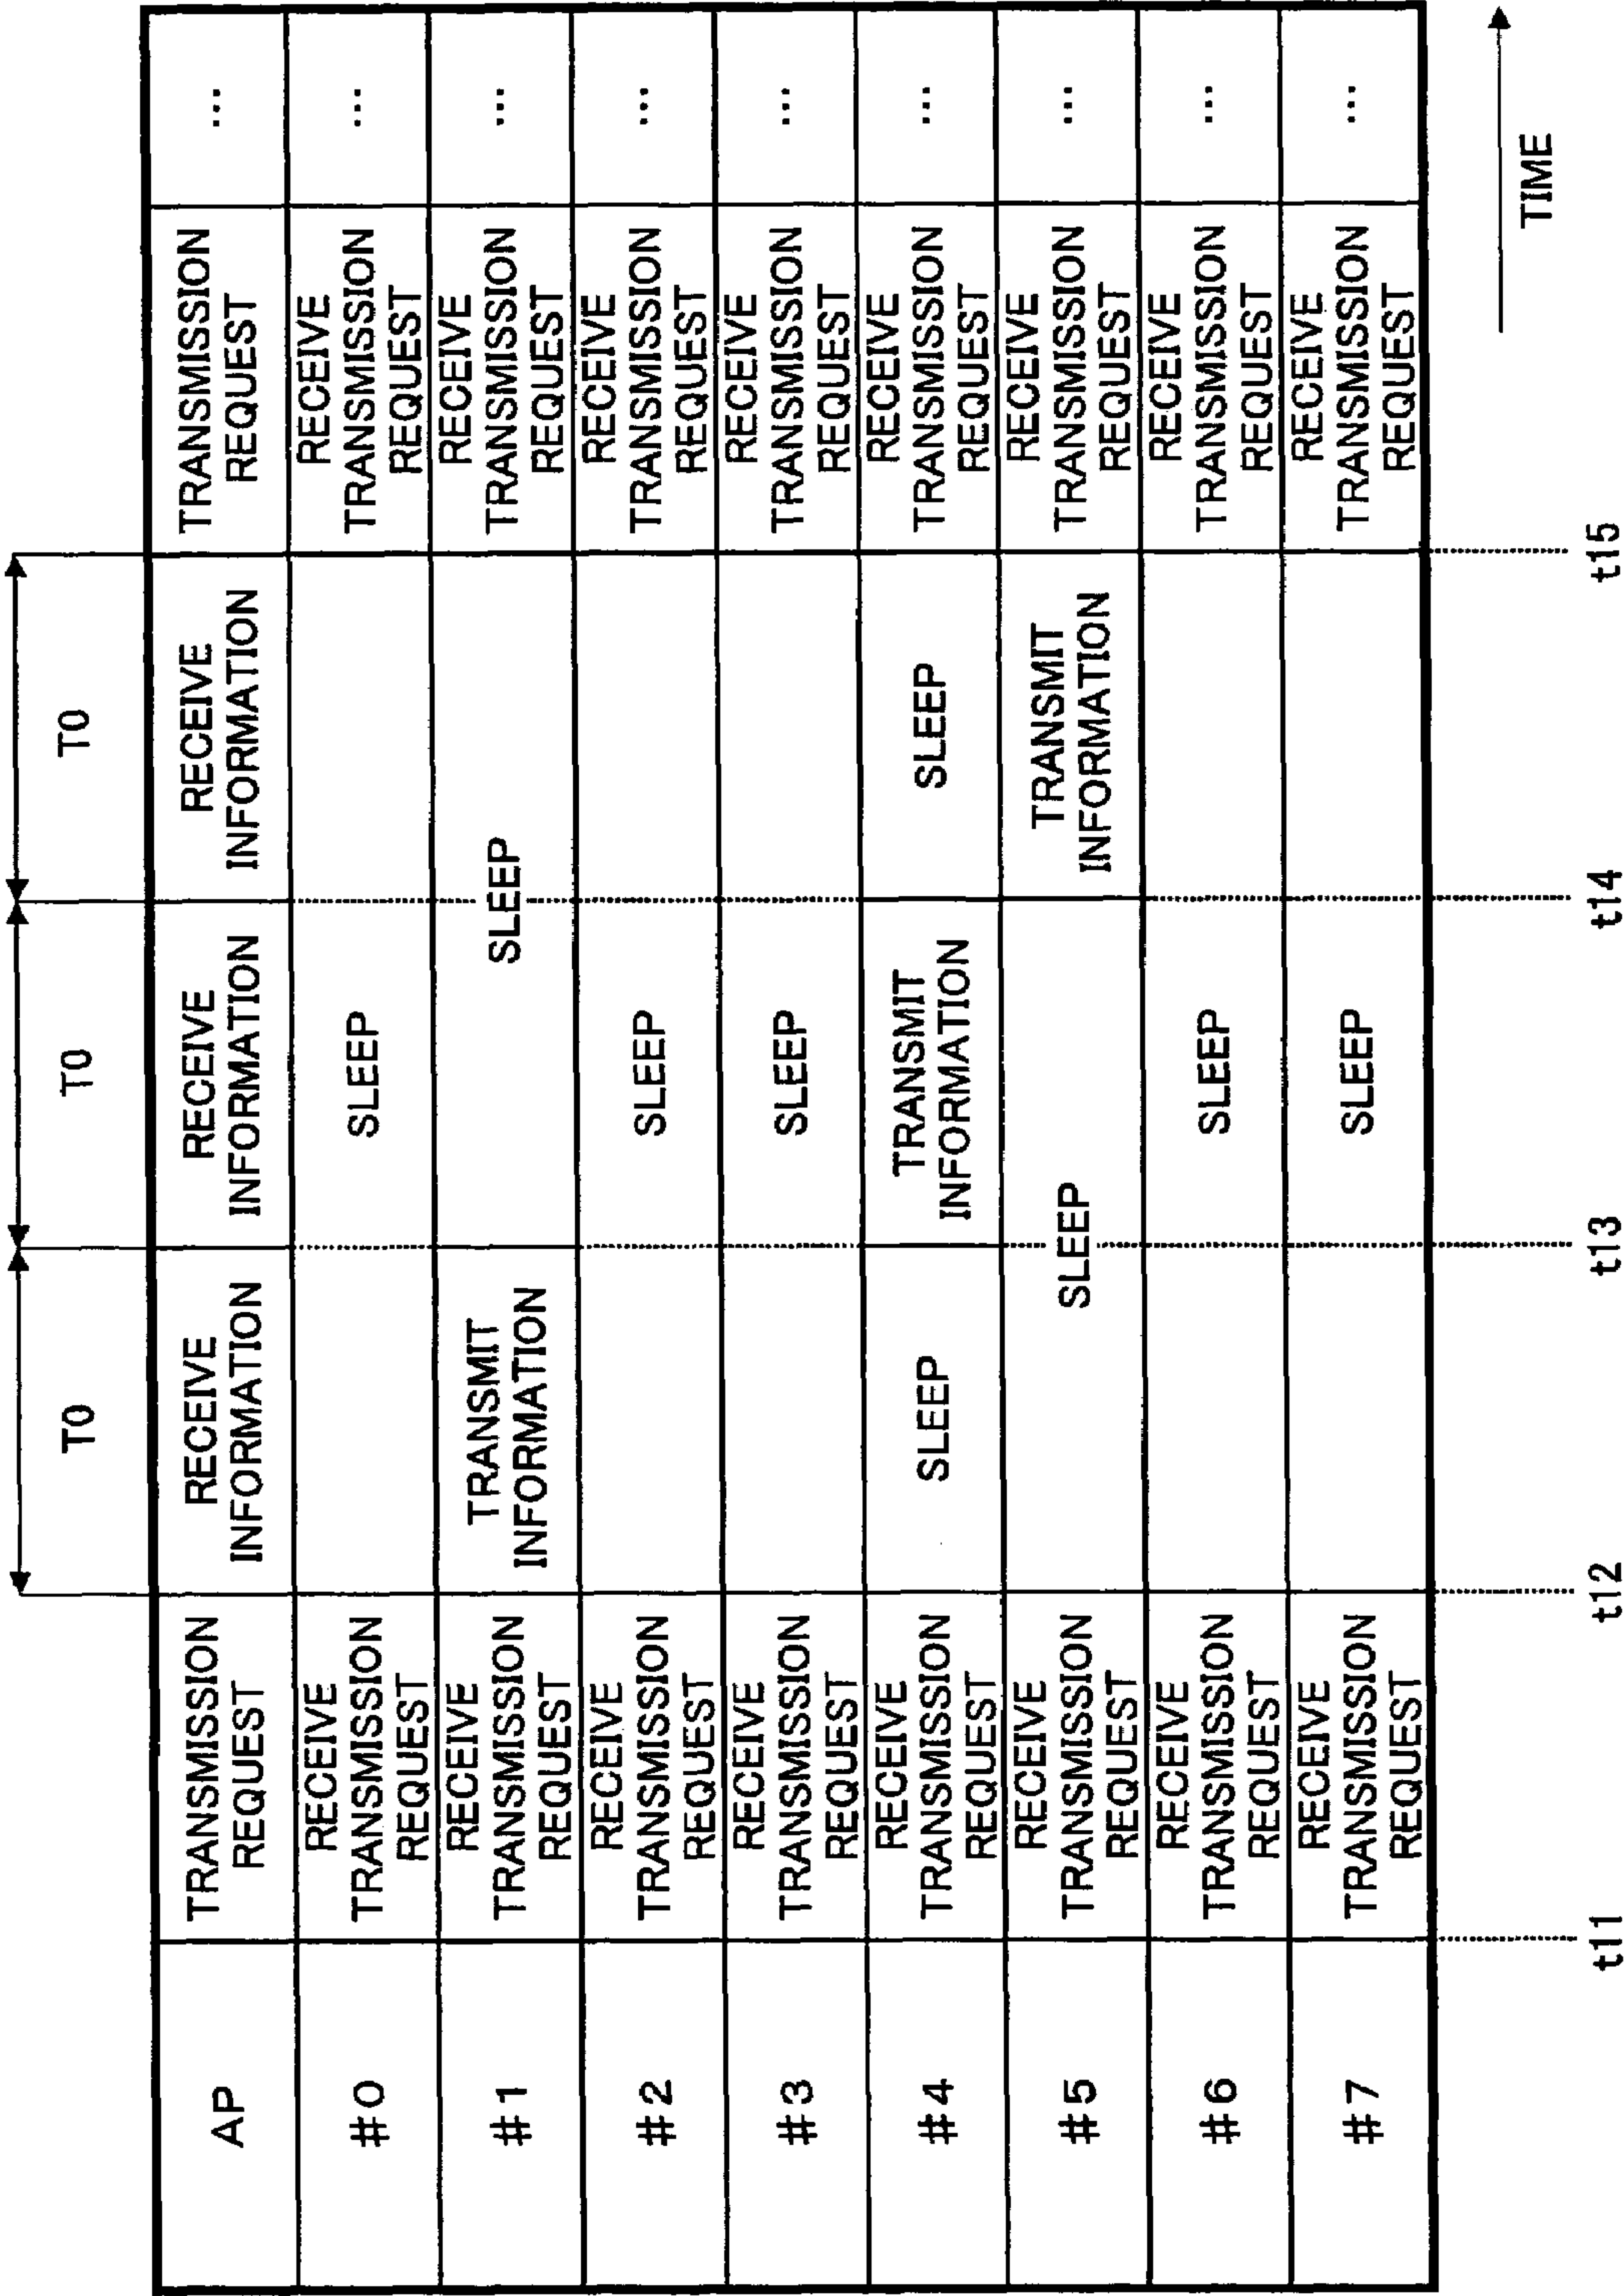 T0
T0
T0
AP
TRANSMISSION
REQUEST
RECEIVE
INFORMATION
RECEIVE
INFORMATION
RECEIVE
INFORMATION
TRANSMISSION
REQUEST
...
#0
RECEIVE
TRANSMISSION
REQUEST
SLEEP
RECEIVE
TRANSMISSION
REQUEST
...
#1
RECEIVE
TRANSMISSION
REQUEST
TRANSMIT
INFORMATION
SLEEP
RECEIVE
TRANSMISSION
REQUEST
...
#2
RECEIVE
TRANSMISSION
REQUEST
SLEEP
RECEIVE
TRANSMISSION
REQUEST
...
#3
RECEIVE
TRANSMISSION
REQUEST
SLEEP
RECEIVE
TRANSMISSION
REQUEST
...
#4
RECEIVE
TRANSMISSION
REQUEST
SLEEP
TRANSMIT
INFORMATION
SLEEP
RECEIVE
TRANSMISSION
REQUEST
...
#5
RECEIVE
TRANSMISSION
REQUEST
SLEEP
TRANSMIT
INFORMATION
RECEIVE
TRANSMISSION
REQUEST
...
#6
RECEIVE
TRANSMISSION
REQUEST
SLEEP
RECEIVE
TRANSMISSION
REQUEST
...
#7
RECEIVE
TRANSMISSION
REQUEST
SLEEP
RECEIVE
TRANSMISSION
REQUEST
...
t11
t12
t13
t14
t15
TIME